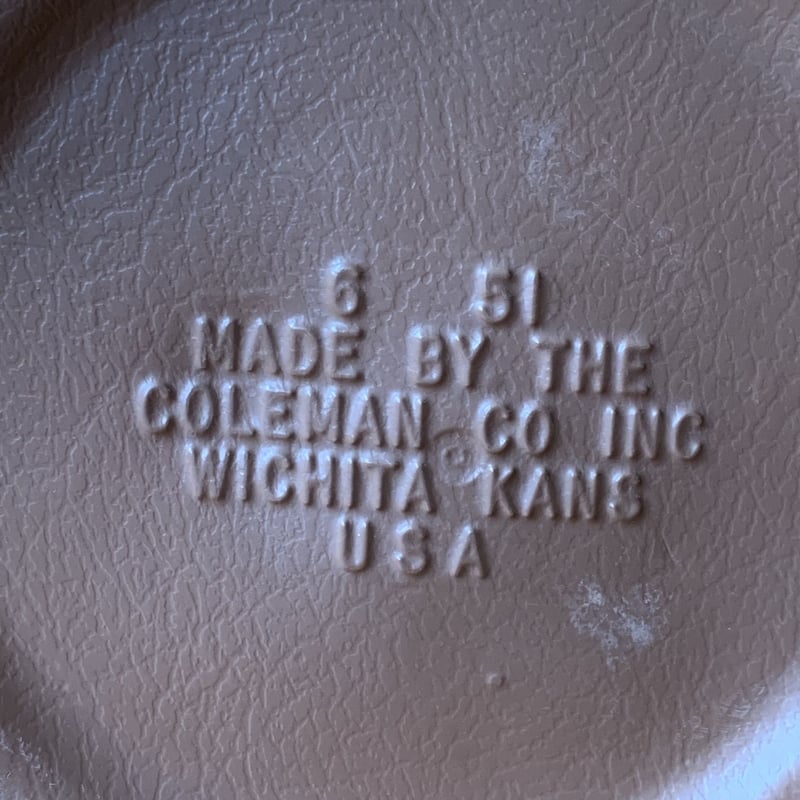 6 51
MADE BY THE
COLEMAN CO INC
WICHITA KANS
USA